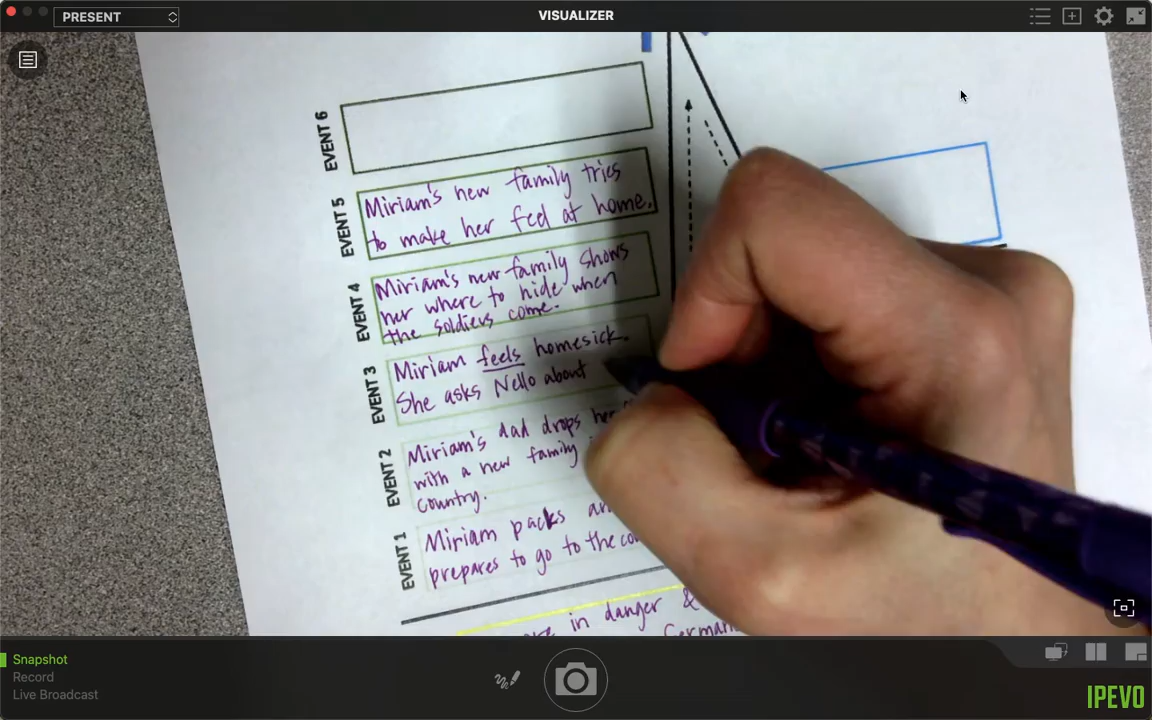 PRESENT
VISUALIZER
EVENT 6
EVENT 5
Miriam's new family tries
to make her feel at home.
EVENT 4
Miriam's new family shows
her where to hide when
the soldiers come.
EVENT 3
Miriam feels homesick.
She asks Nello about
EVENT 2
Miriam's dad drops her
with a new family
country.
EVENT 1
Miriam packs
prepares to go to the
in danger &
Snapshot
Record
Live Broadcast
IPEVO